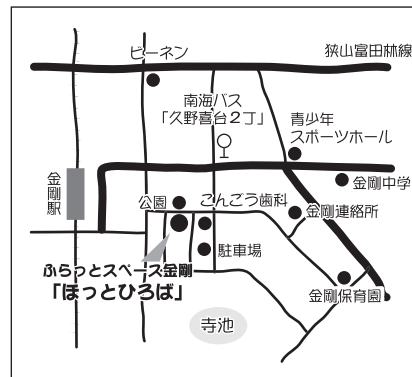 ピーネン
狭山富田林線
南海バス
「久野喜台2丁」
青少年
スポーツホール
金剛駅
公園
こんごう歯科
金剛中学
金剛連絡所
駐車場
ふらっとスペース金剛
「ほっとひろば」
金剛保育園
寺池